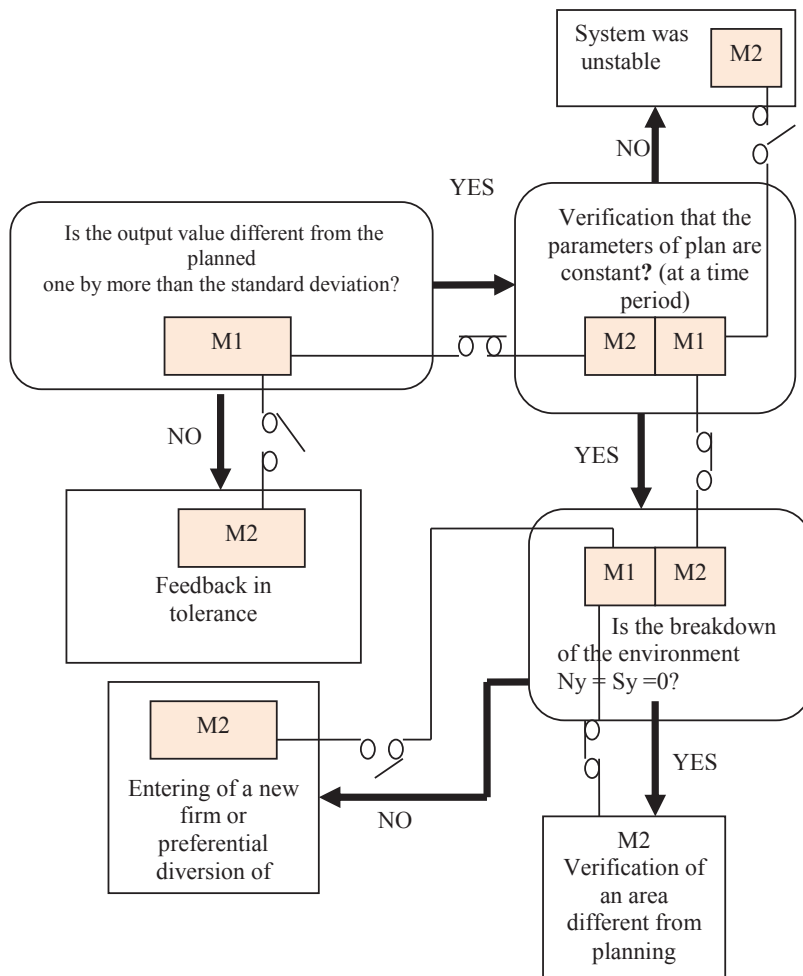 System was
unstable
M2
NO
YES
Is the output value different from the
planned
one by more than the standard deviation?
M1
Verification that the
parameters of plan are
constant? (at a time
period)
M2 M1
NO
YES
M2
Feedback in
tolerance
M1 M2
Is the breakdown
of the environment
Ny = Sy =0?
M2
Entering of a new
firm or
preferential
diversion of
NO
YES
M2
Verification of
an area
different from
planning